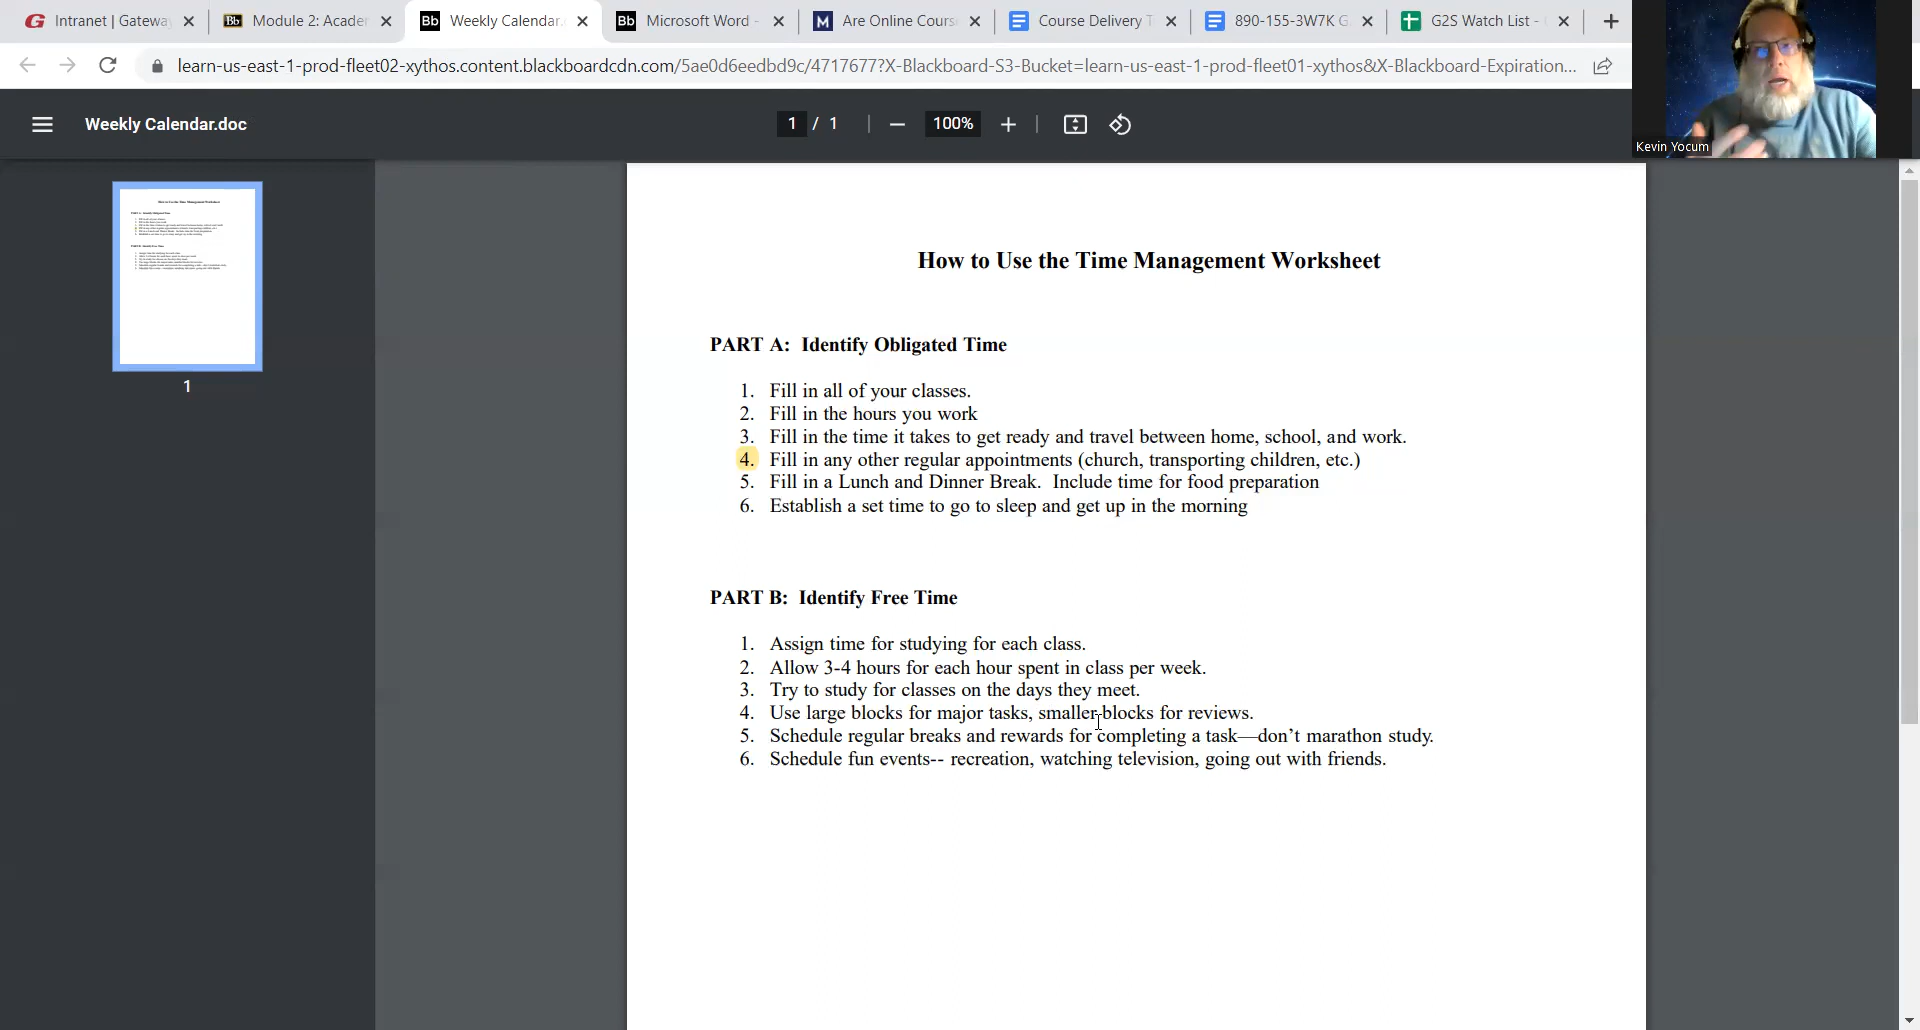 Intranet | Gatewa
Module 2: Acade
Weekly Calendar.
Microsoft Word -
Are Online Cours
Course Delivery T
890-155-3W7K G
G2S Watch List -
learn-us-east-1-prod-fleet02-xythos.content.blackboardcdn.com/5ae0d6eedbd9c/4717677?X-Blackboard-S3-Bucket=learn-us-east-1-prod-fleet01-xythos&X-Blackboard-Expiration...
Kevin Yocum
Weekly Calendar.doc
1 / 1
100%
1
How to Use the Time Management Worksheet
PART A: Identify Obligated Time
1. Fill in all of your classes.
2. Fill in the hours you work
3. Fill in the time it takes to get ready and travel between home, school, and work.
4. Fill in any other regular appointments (church, transporting children, etc.)
5. Fill in a Lunch and Dinner Break. Include time for food preparation
6. Establish a set time to go to sleep and get up in the morning
PART B: Identify Free Time
1. Assign time for studying for each class.
2. Allow 3-4 hours for each hour spent in class per week.
3. Try to study for classes on the days they meet.
4. Use large blocks for major tasks, smaller blocks for reviews.
5. Schedule regular breaks and rewards for completing a task—don’t marathon study.
6. Schedule fun events-- recreation, watching television, going out with friends.